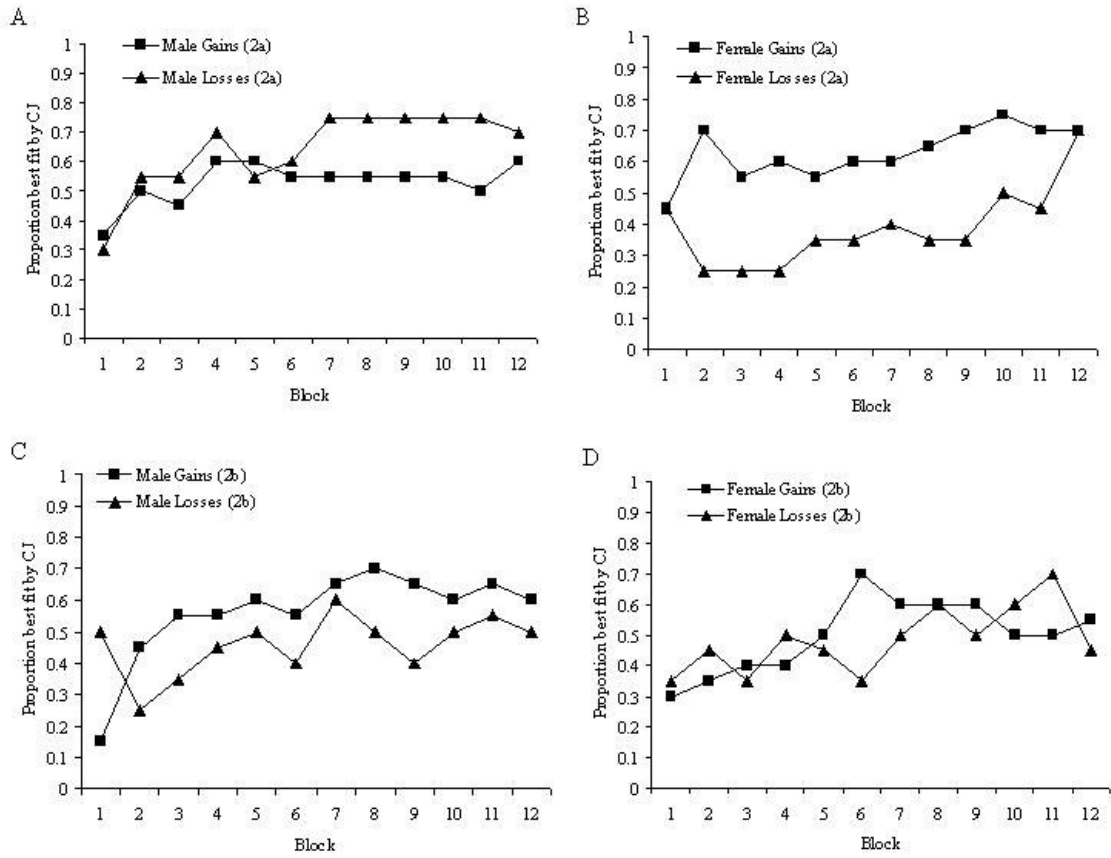 A
Male Gains (2a)
Male Losses (2a)
Proportion best fit by CJ
1
0.9
0.8
0.7
0.6
0.5
0.4
0.3
0.2
0.1
0
1 2 3 4 5 6 7 8 9 10 11 12
Block
B
Female Gains (2a)
Female Losses (2a)
Proportion best fit by CJ
1
0.9
0.8
0.7
0.6
0.5
0.4
0.3
0.2
0.1
0
1 2 3 4 5 6 7 8 9 10 11 12
Block
C
Male Gains (2b)
Male Losses (2b)
Proportion best fit by CJ
1
0.9
0.8
0.7
0.6
0.5
0.4
0.3
0.2
0.1
0
1 2 3 4 5 6 7 8 9 10 11 12
Block
D
Female Gains (2b)
Female Losses (2b)
Proportion best fit by CJ
1
0.9
0.8
0.7
0.6
0.5
0.4
0.3
0.2
0.1
0
1 2 3 4 5 6 7 8 9 10 11 12
Block